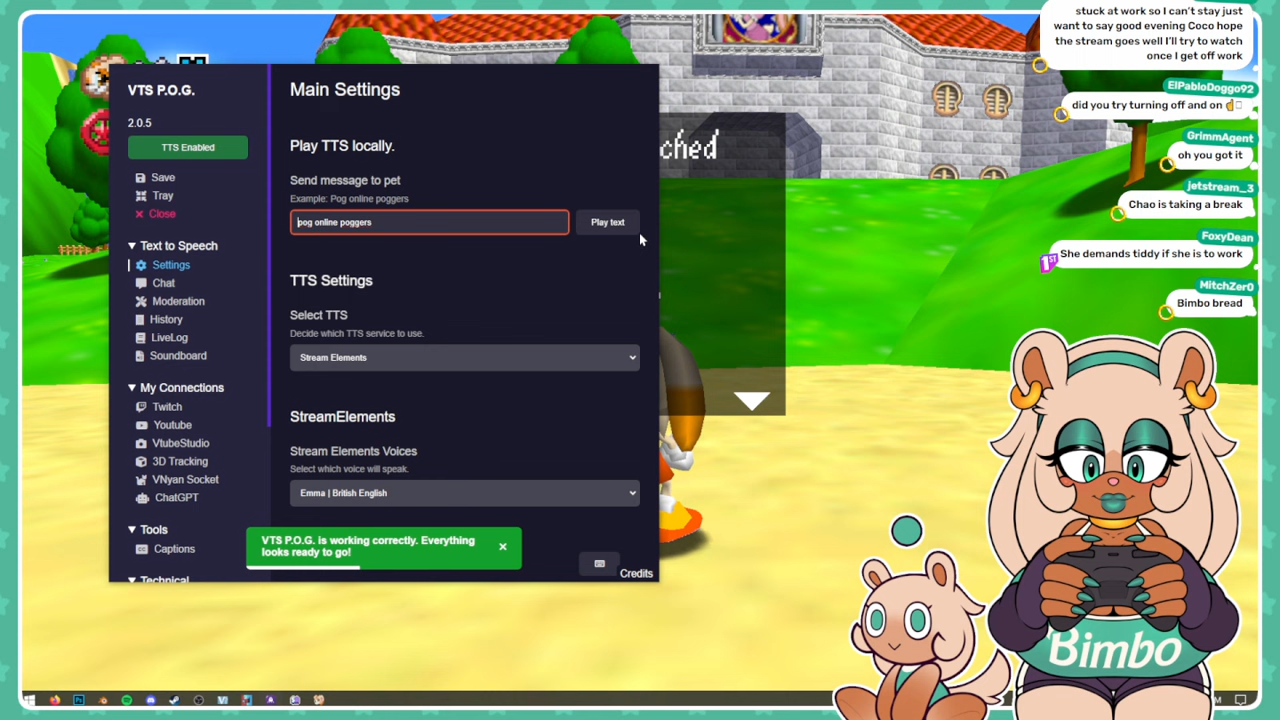 VTS P.O.G.
2.0.5
TTS Enabled
Save
Tray
Close
Text to Speech
Settings
Chat
Moderation
History
LiveLog
Soundboard
My Connections
Twitch
Youtube
VtubeStudio
3D Tracking
VNyan Socket
ChatGPT
Tools
Captions
Technical
Main Settings
Play TTS locally.
Send message to pet
Example: Pog online poggers
pog online poggers
Play text
TTS Settings
Select TTS
Decide which TTS service to use.
Stream Elements
StreamElements
Stream Elements Voices
Select which voice will speak.
Emma | British English
VTS P.O.G. is working correctly. Everything
looks ready to go!
Credits
ched
stuck at work so I can't stay just
want to say good evening Coco hope
the stream goes well I'll try to watch
once I get off work
ElPabloDoggo92
did you try turning off and on
GrimmAgent
oh you got it
jetstream_3
Chao is taking a break
FoxyDean
1ST
She demands tiddy if she is to work
MitchZer0
Bimbo bread
Bimbo